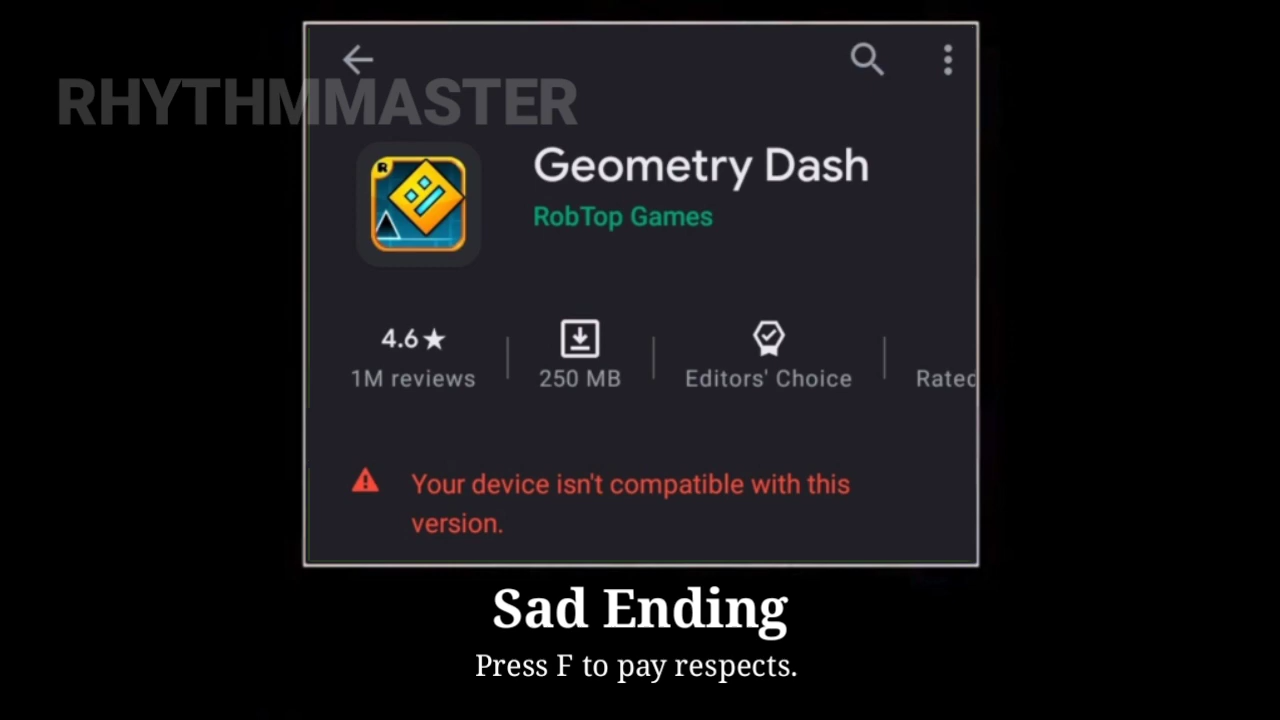 RHYTHMMASTER
R
Geometry Dash
RobTop Games
4.6★
1M reviews
250 MB
Editors' Choice
Rated
Your device isn't compatible with this
version.
Sad Ending
Press F to pay respects.